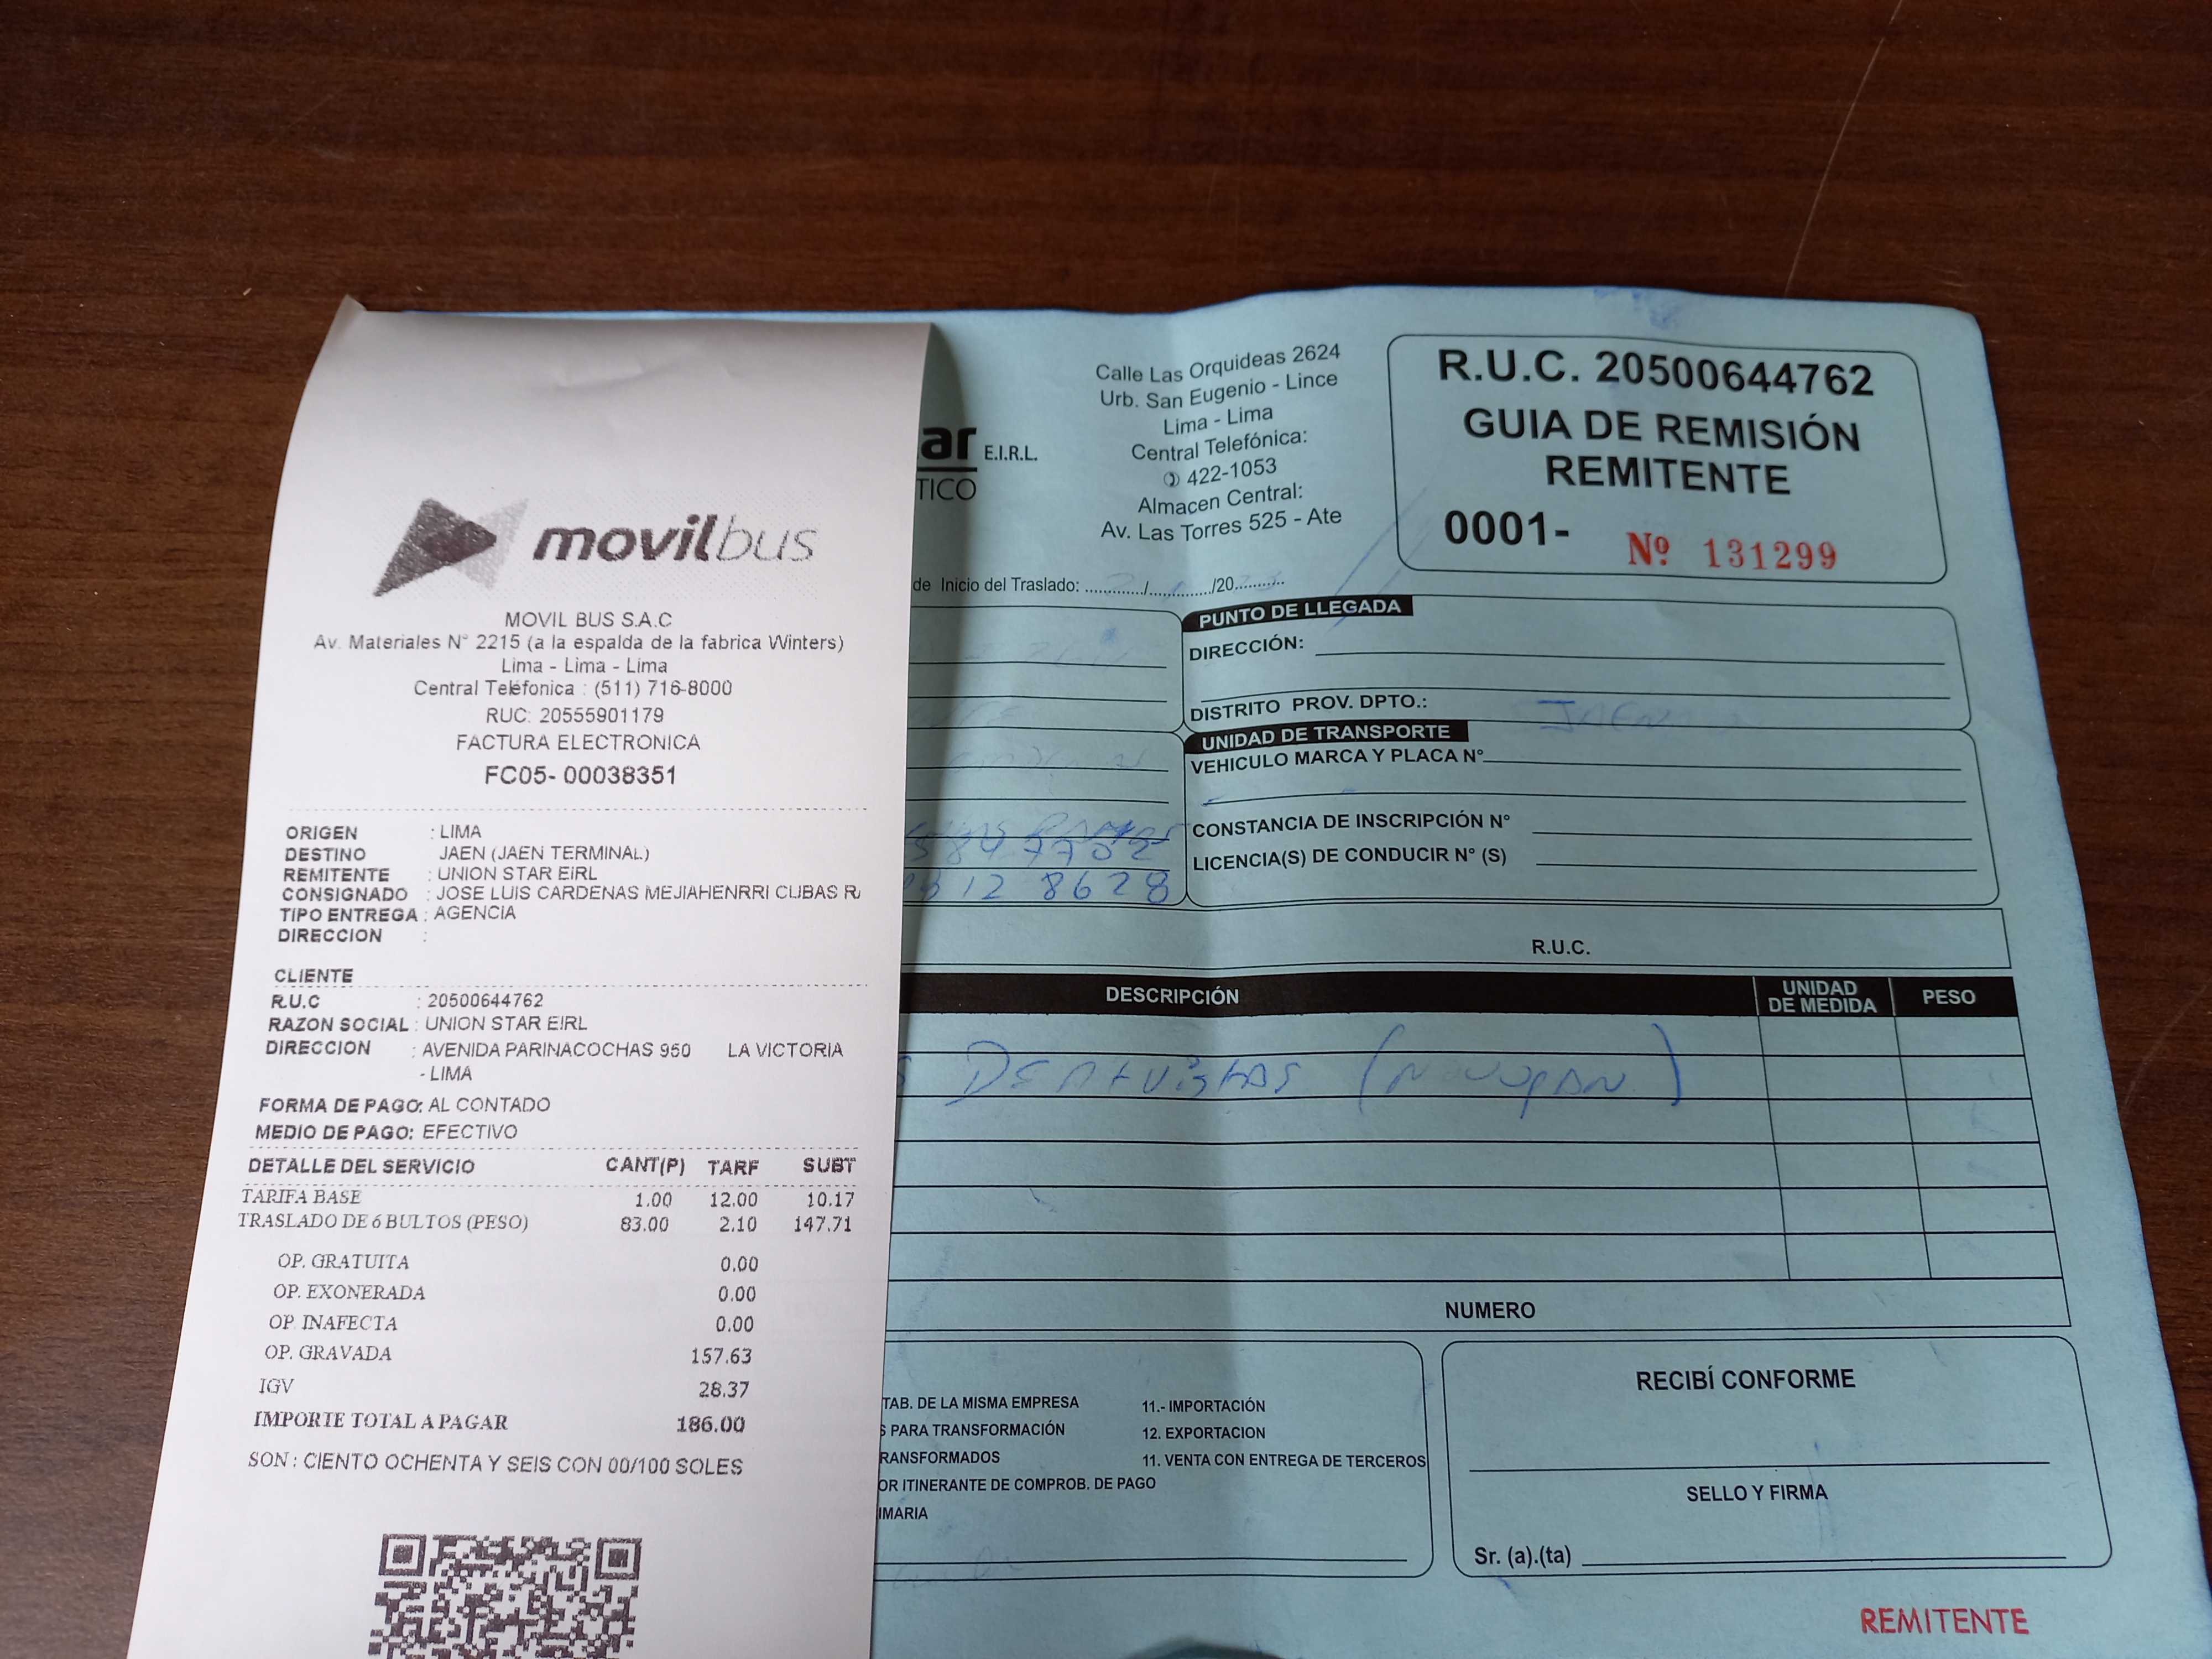 movilbus
MOVIL BUS S.A.C
Av. Materiales N° 2215 (a la espalda de la fabrica Winters)
Lima - Lima - Lima
Central Teléfonica : (511) 716-8000
RUC: 20555901179
FACTURA ELECTRONICA
FC05- 00038351
ORIGEN : LIMA
DESTINO JAEN (JAEN TERMINAL)
REMITENTE : UNION STAR EIRL
CONSIGNADO : JOSE LUIS CARDENAS MEJIAHENRRI CUBAS
TIPO ENTREGA : AGENCIA
DIRECCION :
CLIENTE
R.U.C : 20500644762
RAZON SOCIAL : UNION STAR EIRL
DIRECCION : AVENIDA PARINACOCHAS 950 LA VICTORIA
- LIMA
FORMA DE PAGO: AL CONTADO
MEDIO DE PAGO: EFECTIVO
DETALLE DEL SERVICIO CANT(P) TARF SUBT
TARIFA BASE 1.00 12.00 10.17
TRASLADO DE 6 BULTOS (PESO) 83.00 2.10 147.71
OP. GRATUITA 0.00
OP. EXONERADA 0.00
OP. INAFECTA 0.00
OP. GRAVADA 157.63
IGV 28.37
IMPORTE TOTAL A PAGAR 186.00
SON : CIENTO OCHENTA Y SEIS CON 00/100 SOLES
ar E.I.R.L.
TICO
Calle Las Orquideas 2624
Urb. San Eugenio - Lince
Lima - Lima
Central Telefónica:
422-1053
Almacen Central:
Av. Las Torres 525 - Ate
R.U.C. 20500644762
GUIA DE REMISIÓN
REMITENTE
0001- Nº 131299
de Inicio del Traslado: ............/............./20..........
PUNTO DE LLEGADA
DIRECCIÓN:
DISTRITO PROV. DPTO.: Jaen
UNIDAD DE TRANSPORTE
VEHICULO MARCA Y PLACA N°
CONSTANCIA DE INSCRIPCIÓN N°
LICENCIA(S) DE CONDUCIR N° (S)
12 8628
R.U.C.
DESCRIPCIÓN UNIDAD DE MEDIDA PESO
NUMERO
TAB. DE LA MISMA EMPRESA 11.- IMPORTACIÓN
S PARA TRANSFORMACIÓN 12. EXPORTACION
RANSFORMADOS 11. VENTA CON ENTREGA DE TERCEROS
OR ITINERANTE DE COMPROB. DE PAGO
IMARIA
RECIBÍ CONFORME
SELLO Y FIRMA
Sr. (a).(ta)
REMITENTE